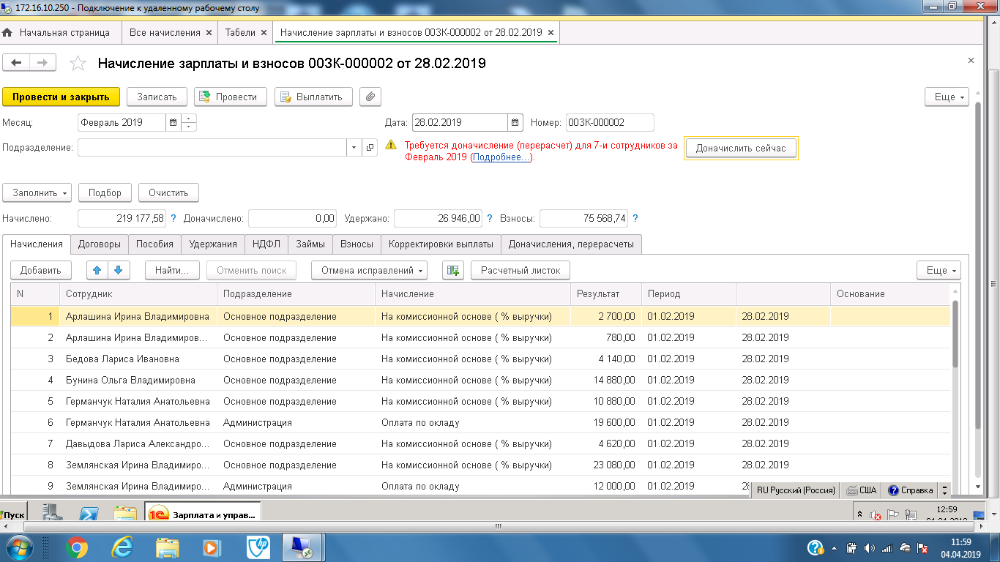 172.16.10.250 - Подключение к удаленному рабочему столу
Начальная страница
Все начисления ×
Табели ×
Начисление зарплаты и взносов 003К-000002 от 28.02.2019 ×
Начисление зарплаты и взносов 003К-000002 от 28.02.2019
Провести и закрыть Записать Провести Выплатить Еще
Месяц: Февраль 2019 Дата: 28.02.2019 Номер: 003К-000002
Подразделение:
Требуется доначисление (перерасчет) для 7-и сотрудников за
Февраль 2019 (Подробнее...).
Доначислить сейчас
Заполнить Подбор Очистить
Начислено: 219 177,58 ? Доначислено: 0,00 Удержано: 26 946,00 ? Взносы: 75 568,74 ?
Начисления Договоры Пособия Удержания НДФЛ Займы Взносы Корректировки выплаты Доначисления, перерасчеты
Добавить Найти... Отменить поиск Отмена исправлений Расчетный листок Еще
N Сотрудник Подразделение Начисление Результат Период Основание
1 Арлашина Ирина Владимировна Основное подразделение На комиссионной основе ( % выручки) 2 700,00 01.02.2019 28.02.2019
2 Арлашина Ирина Владимиров... Основное подразделение На комиссионной основе ( % выручки) 780,00 01.02.2019 28.02.2019
3 Бедова Лариса Ивановна Основное подразделение На комиссионной основе ( % выручки) 4 140,00 01.02.2019 28.02.2019
4 Бунина Ольга Владимировна Основное подразделение На комиссионной основе ( % выручки) 14 880,00 01.02.2019 28.02.2019
5 Германчук Наталия Анатольевна Основное подразделение На комиссионной основе ( % выручки) 10 880,00 01.02.2019 28.02.2019
6 Германчук Наталия Анатольевна Администрация Оплата по окладу 19 600,00 01.02.2019 28.02.2019
7 Давыдова Лариса Александро... Основное подразделение На комиссионной основе ( % выручки) 4 620,00 01.02.2019 28.02.2019
8 Землянская Ирина Владимиро... Основное подразделение На комиссионной основе ( % выручки) 23 080,00 01.02.2019 28.02.2019
9 Землянская Ирина Владимиро... Администрация Оплата по окладу 12 000,00 01.02.2019
RU Русский (Россия) США Справка
Пуск Зарплата и управ... 12:59
11:59
04.04.2019